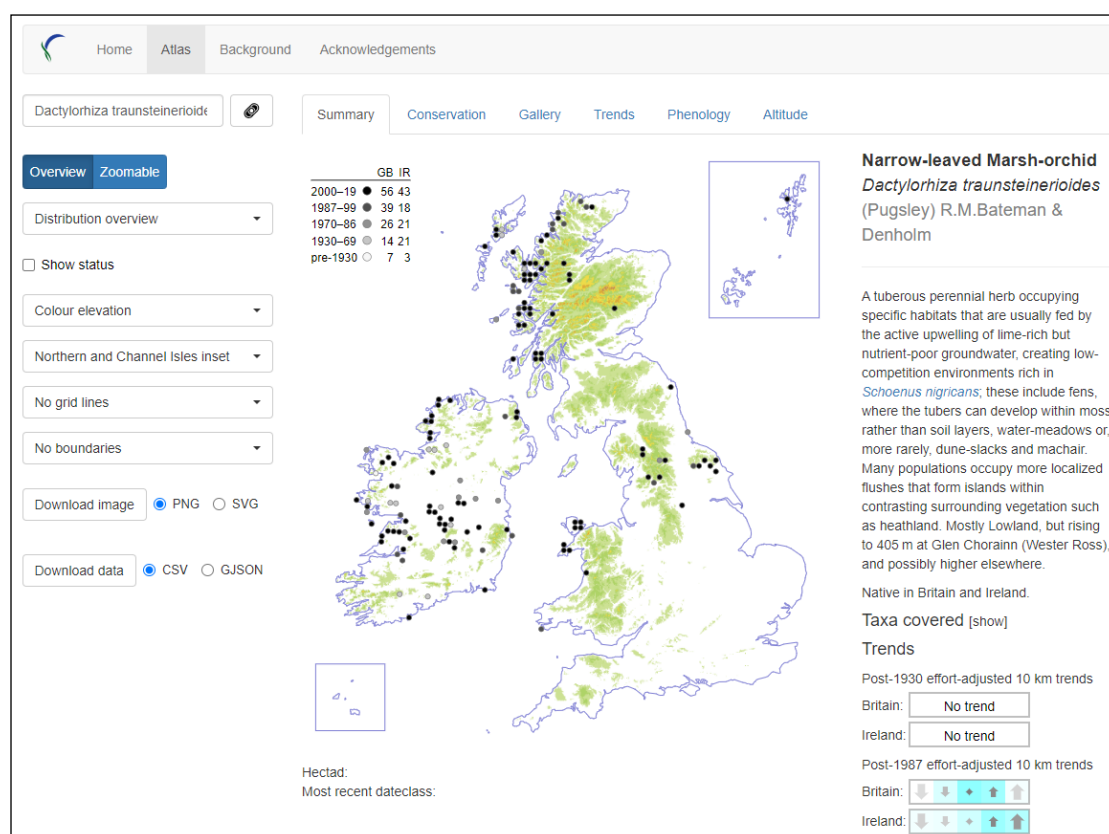 Home Atlas Background Acknowledgements
Dactylorhiza traunsteinerioide
Summary Conservation Gallery Trends Phenology Altitude
Overview Zoomable
Distribution overview
Show status
Colour elevation
Northern and Channel Isles inset
No grid lines
No boundaries
Download image PNG SVG
Download data CSV GJSON
GB IR
2000–19 56 43
1987–99 39 18
1970–86 26 21
1930–69 14 21
pre-1930 7 3
Hectad:
Most recent dateclass:
Narrow-leaved Marsh-orchid
Dactylorhiza traunsteinerioides
(Pugsley) R.M.Bateman &
Denholm
A tuberous perennial herb occupying
specific habitats that are usually fed by
the active upwelling of lime-rich but
nutrient-poor groundwater, creating low-
competition environments rich in
Schoenus nigricans; these include fens,
where the tubers can develop within moss
rather than soil layers, water-meadows or,
more rarely, dune-slacks and machair.
Many populations occupy more localized
flushes that form islands within
contrasting surrounding vegetation such
as heathland. Mostly Lowland, but rising
to 405 m at Glen Chorainn (Wester Ross),
and possibly higher elsewhere.
Native in Britain and Ireland.
Taxa covered [show]
Trends
Post-1930 effort-adjusted 10 km trends
Britain: No trend
Ireland: No trend
Post-1987 effort-adjusted 10 km trends
Britain:
Ireland: